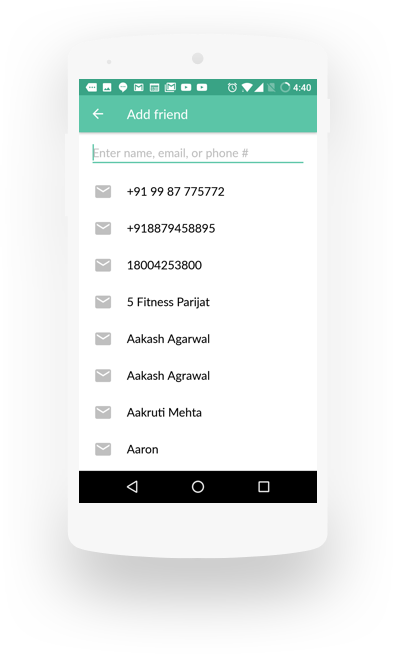 4:40
Add friend
Enter name, email, or phone #
+91 99 87 775772
+918879458895
18004253800
5 Fitness Parijat
Aakash Agarwal
Aakash Agrawal
Aakruti Mehta
Aaron